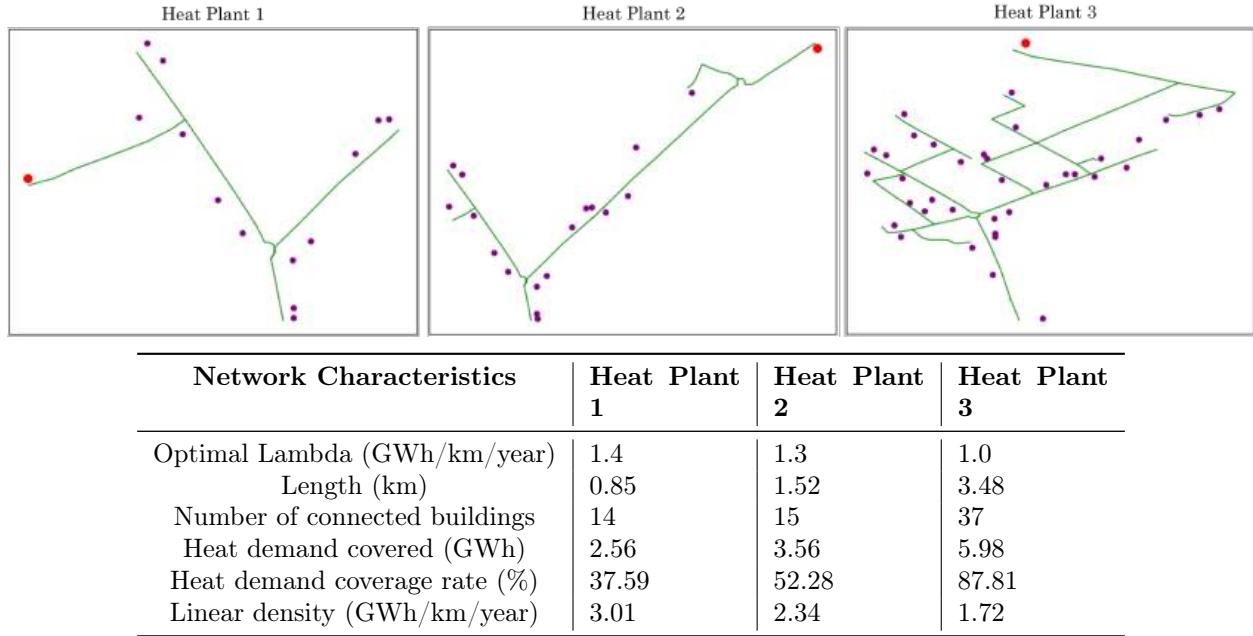 Heat Plant 1 Heat Plant 2 Heat Plant 3
Network Characteristics Heat Plant 1 Heat Plant 2 Heat Plant 3
Optimal Lambda (GWh/km/year) 1.4 1.3 1.0
Length (km) 0.85 1.52 3.48
Number of connected buildings 14 15 37
Heat demand covered (GWh) 2.56 3.56 5.98
Heat demand coverage rate (%) 37.59 52.28 87.81
Linear density (GWh/km/year) 3.01 2.34 1.72